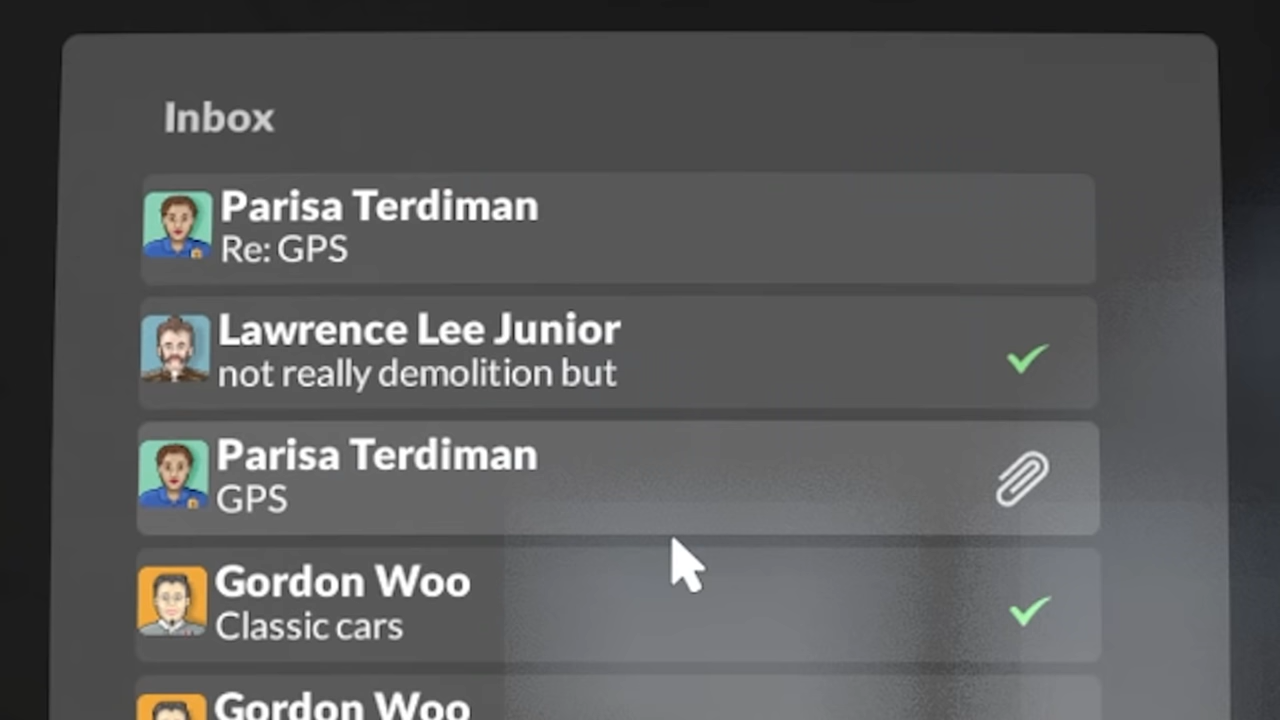 Inbox
Parisa Terdiman
Re: GPS
Lawrence Lee Junior
not really demolition but
Parisa Terdiman
GPS
Gordon Woo
Classic cars
Gordon Woo